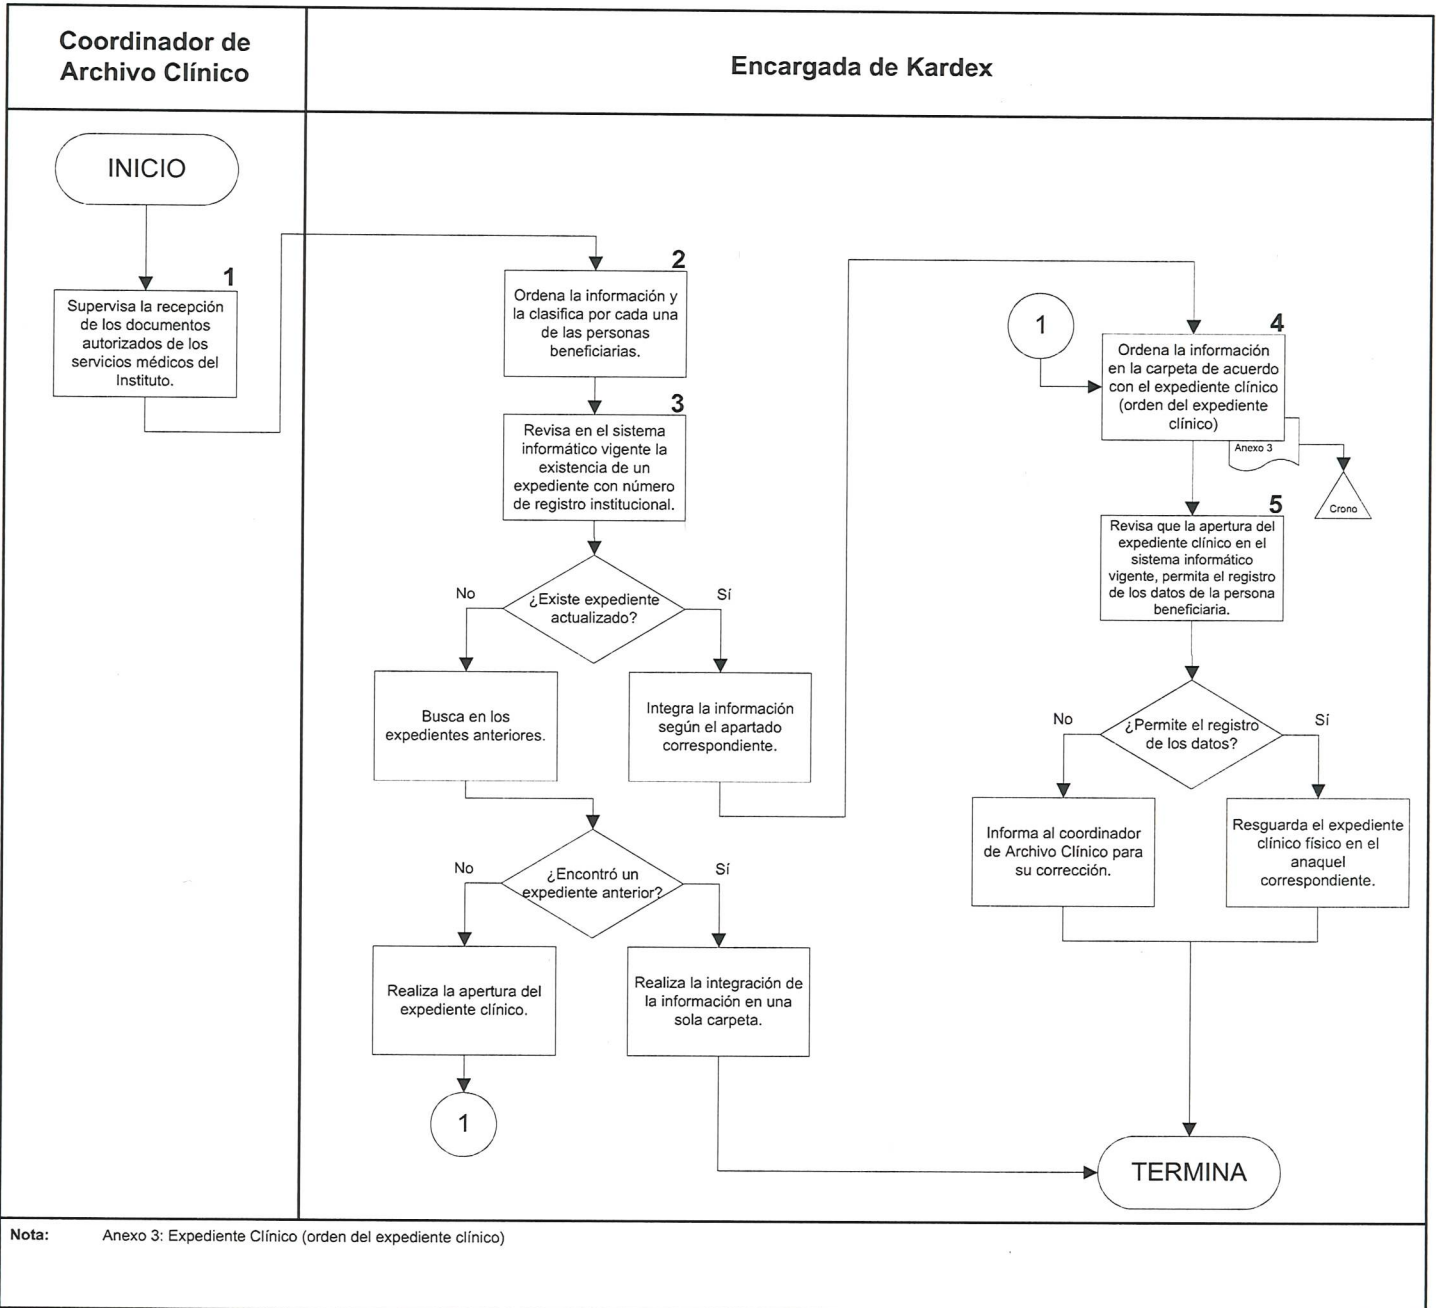 Coordinador de
Archivo Clínico
Encargada de Kardex
INICIO
1
Supervisa la recepción
de los documentos
autorizados de los
servicios médicos del
Instituto.
2
Ordena la información y
la clasifica por cada una
de las personas
beneficiarias.
3
Revisa en el sistema
informático vigente la
existencia de un
expediente con número
de registro institucional.
¿Existe expediente
actualizado?
No
Sí
Busca en los
expedientes anteriores.
Integra la información
según el apartado
correspondiente.
¿Encontró un
expediente anterior?
No
Sí
Realiza la apertura del
expediente clínico.
Realiza la integración de
la información en una
sola carpeta.
1
1
4
Ordena la información
en la carpeta de acuerdo
con el expediente clínico
(orden del expediente
clínico)
Anexo 3
Crono
5
Revisa que la apertura del
expediente clínico en el
sistema informático
vigente, permita el registro
de los datos de la persona
beneficiaria.
¿Permite el registro
de los datos?
No
Sí
Informa al coordinador
de Archivo Clínico para
su corrección.
Resguarda el expediente
clínico físico en el
anaquel
correspondiente.
TERMINA
Nota: Anexo 3: Expediente Clínico (orden del expediente clínico)